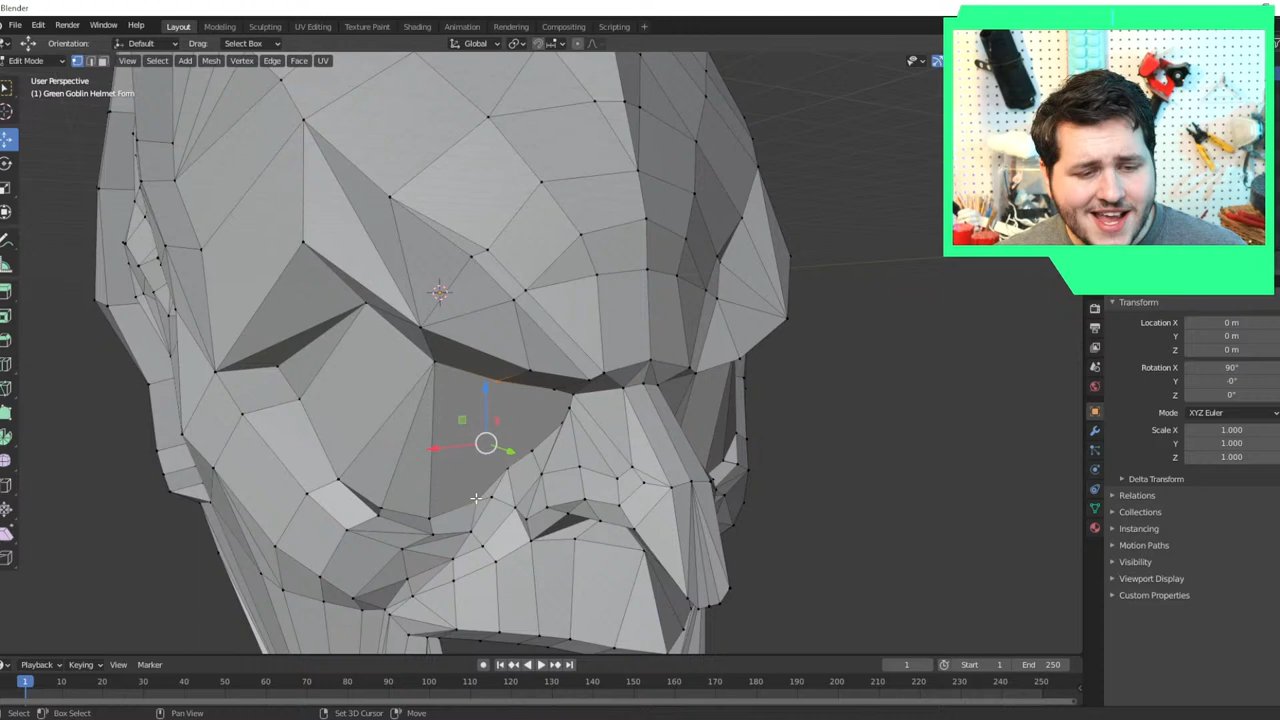 Blender
File Edit Render Window Help Layout Modeling Sculpting UV Editing Texture Paint Shading Animation Rendering Compositing Scripting +
Orientation: Default Drag: Select Box Global
Edit Mode View Select Add Mesh Vertex Edge Face UV
User Perspective
(1) Green Goblin Helmet Form
Transform
Location X 0 m
Y 0 m
Z 0 m
Rotation X 90°
Y -0°
Z 0°
Mode XYZ Euler
Scale X 1.000
Y 1.000
Z 1.000
Delta Transform
Relations
Collections
Instancing
Motion Paths
Visibility
Viewport Display
Custom Properties
Playback Keying View Marker 1 Start 1 End 250
1 10 20 30 40 50 60 70 80 90 100 110 120 130 140 150 160 170 180 190 200 210 220 230 240 250
Select Box Select Pan View Set 3D Cursor Move